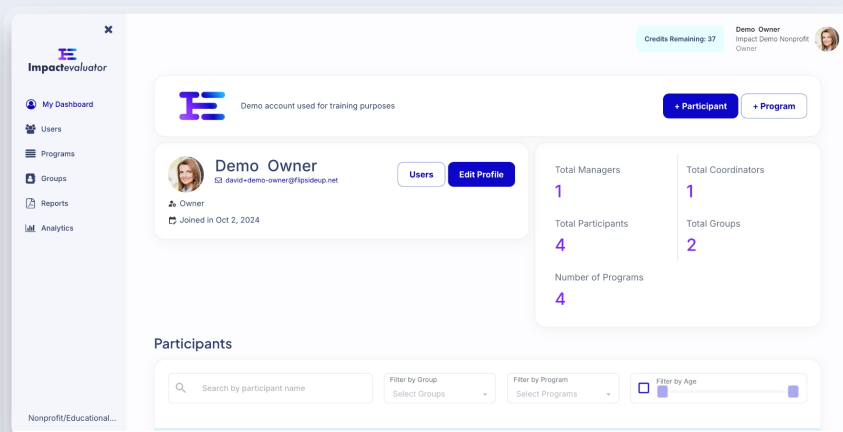 Impactevaluator
My Dashboard
Users
Programs
Groups
Reports
Analytics
Nonprofit/Educational...
Credits Remaining: 37
Demo Owner
Impact Demo Nonprofit
Owner
Demo account used for training purposes
+ Participant
+ Program
Demo Owner
david+demo-owner@flipsideup.net
Owner
Joined in Oct 2, 2024
Users
Edit Profile
Total Managers
1
Total Coordinators
1
Total Participants
4
Total Groups
2
Number of Programs
4
Participants
Search by participant name
Filter by Group
Select Groups
Filter by Program
Select Programs
Filter by Age